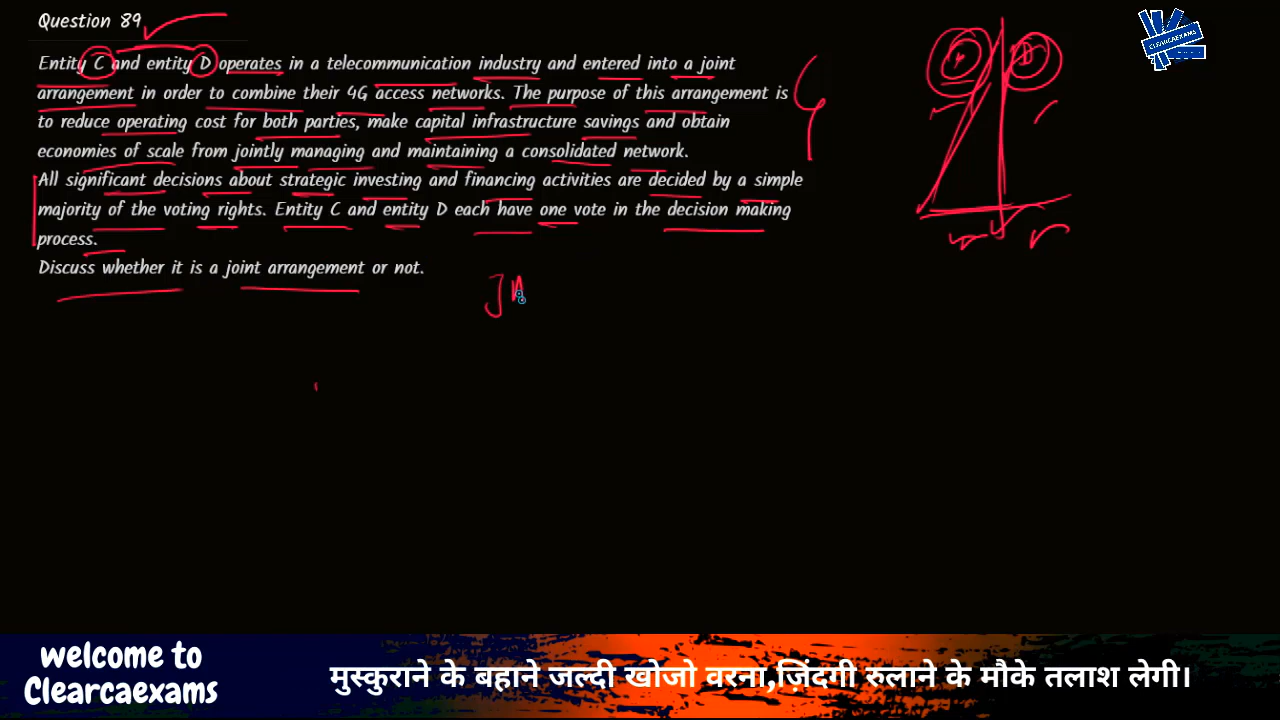 Question 89
Entity C and entity D operates in a telecommunication industry and entered into a joint
arrangement in order to combine their 4G access networks. The purpose of this arrangement is
to reduce operating cost for both parties, make capital infrastructure savings and obtain
economies of scale from jointly managing and maintaining a consolidated network.
All significant decisions about strategic investing and financing activities are decided by a simple
majority of the voting rights. Entity C and entity D each have one vote in the decision making
process.
Discuss whether it is a joint arrangement or not.
D
CLEARCAEXAMS
welcome to
Clearcaexams
मुस्कुराने के बहाने जल्दी खोजो वरना,ज़िंदगी रुलाने के मौके तलाश लेगी।